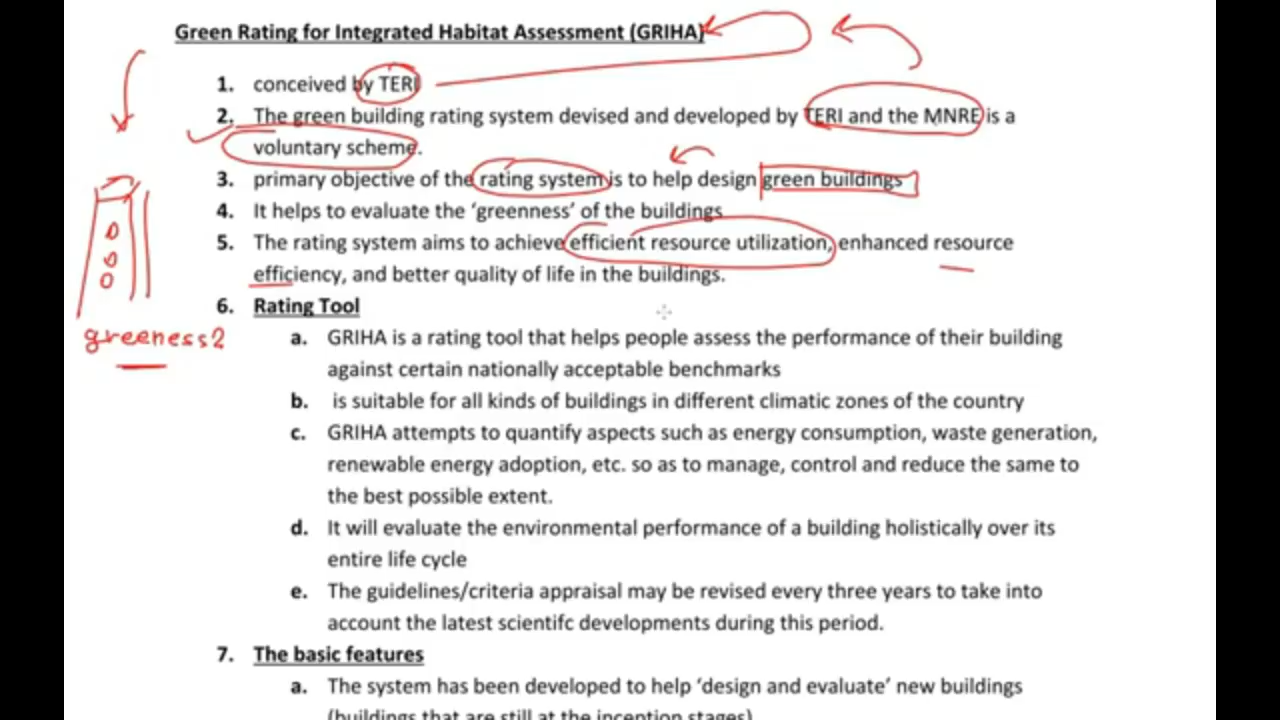 Green Rating for Integrated Habitat Assessment (GRIHA)
1. conceived by TERI
2. The green building rating system devised and developed by TERI and the MNRE is a
voluntary scheme.
3. primary objective of the rating system is to help design green buildings
4. It helps to evaluate the ‘greenness’ of the buildings
5. The rating system aims to achieve efficient resource utilization, enhanced resource
efficiency, and better quality of life in the buildings.
6. Rating Tool
greeness2
a. GRIHA is a rating tool that helps people assess the performance of their building
against certain nationally acceptable benchmarks
b. is suitable for all kinds of buildings in different climatic zones of the country
c. GRIHA attempts to quantify aspects such as energy consumption, waste generation,
renewable energy adoption, etc. so as to manage, control and reduce the same to
the best possible extent.
d. It will evaluate the environmental performance of a building holistically over its
entire life cycle
e. The guidelines/criteria appraisal may be revised every three years to take into
account the latest scientifc developments during this period.
7. The basic features
a. The system has been developed to help ‘design and evaluate’ new buildings
(buildings that are still at the inception stages)